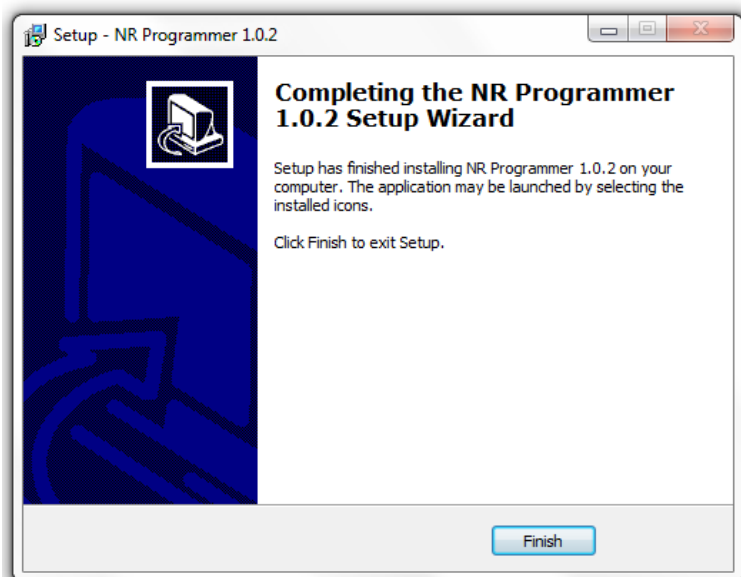 Setup - NR Programmer 1.0.2
Completing the NR Programmer
1.0.2 Setup Wizard
Setup has finished installing NR Programmer 1.0.2 on your
computer. The application may be launched by selecting the
installed icons.
Click Finish to exit Setup.
Finish